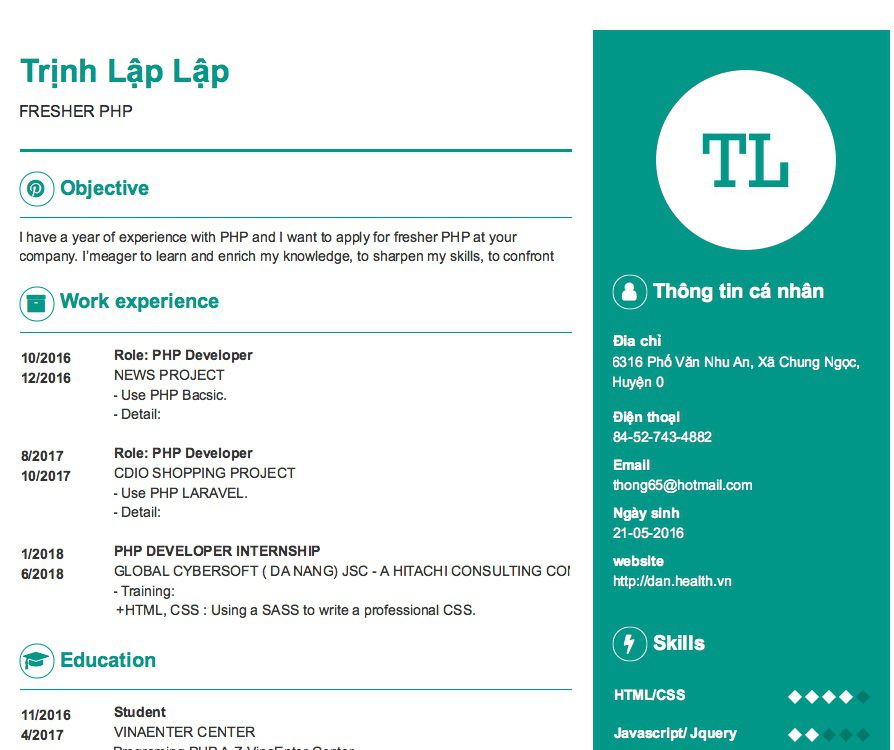 Trịnh Lập Lập
FRESHER PHP
Objective
I have a year of experience with PHP and I want to apply for fresher PHP at your
company. I'meager to learn and enrich my knowledge, to sharpen my skills, to confront
Work experience
10/2016
12/2016
Role: PHP Developer
NEWS PROJECT
- Use PHP Bacsic.
- Detail:
8/2017
10/2017
Role: PHP Developer
CDIO SHOPPING PROJECT
- Use PHP LARAVEL.
- Detail:
1/2018
6/2018
PHP DEVELOPER INTERNSHIP
GLOBAL CYBERSOFT ( DA NANG) JSC - A HITACHI CONSULTING
- Training:
+HTML, CSS : Using a SASS to write a professional CSS.
Education
11/2016
4/2017
Student
VINAENTER CENTER
Programing PHP A-Z VinaEnter Center
TL
Thông tin cá nhân
Đia chỉ
6316 Phố Văn Nhu An, Xã Chung Ngọc,
Huyện 0
Điện thoại
84-52-743-4882
Email
thong65@hotmail.com
Ngày sinh
21-05-2016
website
http://dan.health.vn
Skills
HTML/CSS
Javascript/ Jquery